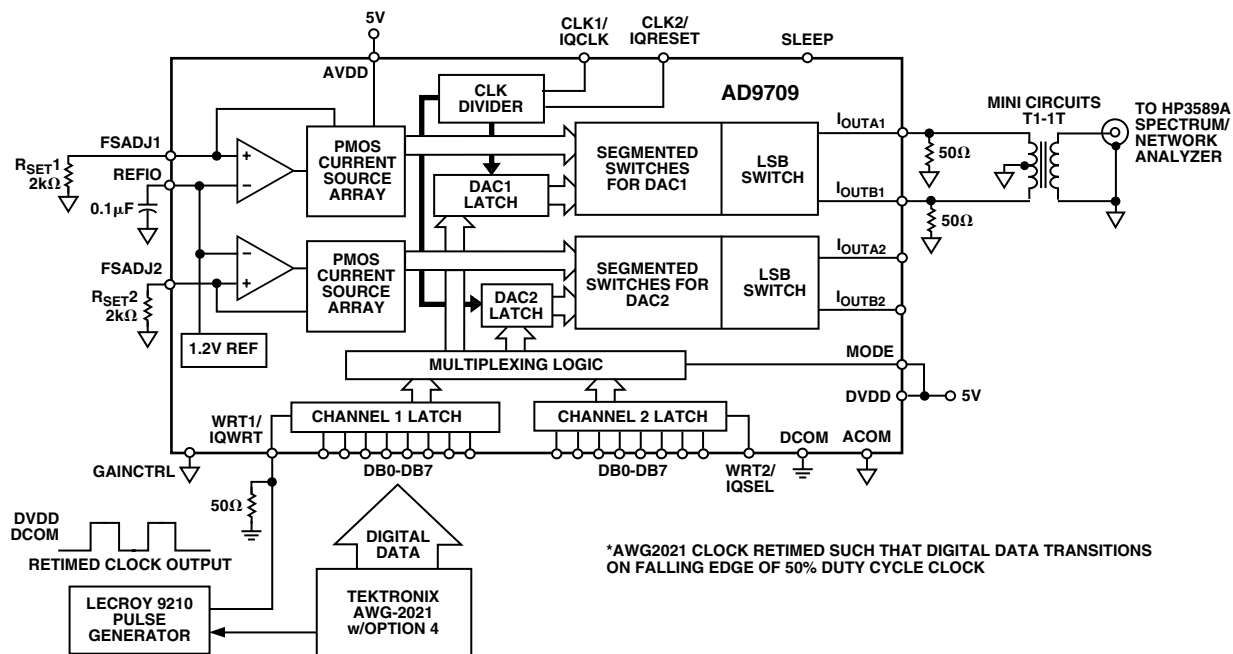 5V
CLK1/
IQCLK
CLK2/
IQRESET
SLEEP
AVDD
CLK
DIVIDER
AD9709
MINI CIRCUITS
T1-1T
TO HP3589A
SPECTRUM/
NETWORK
ANALYZER
FSADJ1
RSET1
2kΩ
REFIO
0.1µF
+
−
PMOS
CURRENT
SOURCE
ARRAY
DAC1
LATCH
SEGMENTED
SWITCHES
FOR DAC1
LSB
SWITCH
IOUTA1
50Ω
IOUTB1
50Ω
FSADJ2
RSET2
2kΩ
−
+
PMOS
CURRENT
SOURCE
ARRAY
DAC2
LATCH
SEGMENTED
SWITCHES FOR
DAC2
LSB
SWITCH
IOUTA2
IOUTB2
1.2V REF
MULTIPLEXING LOGIC
MODE
DVDD
5V
WRT1/
IQWRT
CHANNEL 1 LATCH
CHANNEL 2 LATCH
GAINCTRL
DB0-DB7
DB0-DB7
WRT2/
IQSEL
DCOM
ACOM
50Ω
DVDD
DCOM
RETIMED CLOCK OUTPUT
DIGITAL
DATA
*AWG2021 CLOCK RETIMED SUCH THAT DIGITAL DATA TRANSITIONS
ON FALLING EDGE OF 50% DUTY CYCLE CLOCK
LECROY 9210
PULSE
GENERATOR
TEKTRONIX
AWG-2021
w/OPTION 4